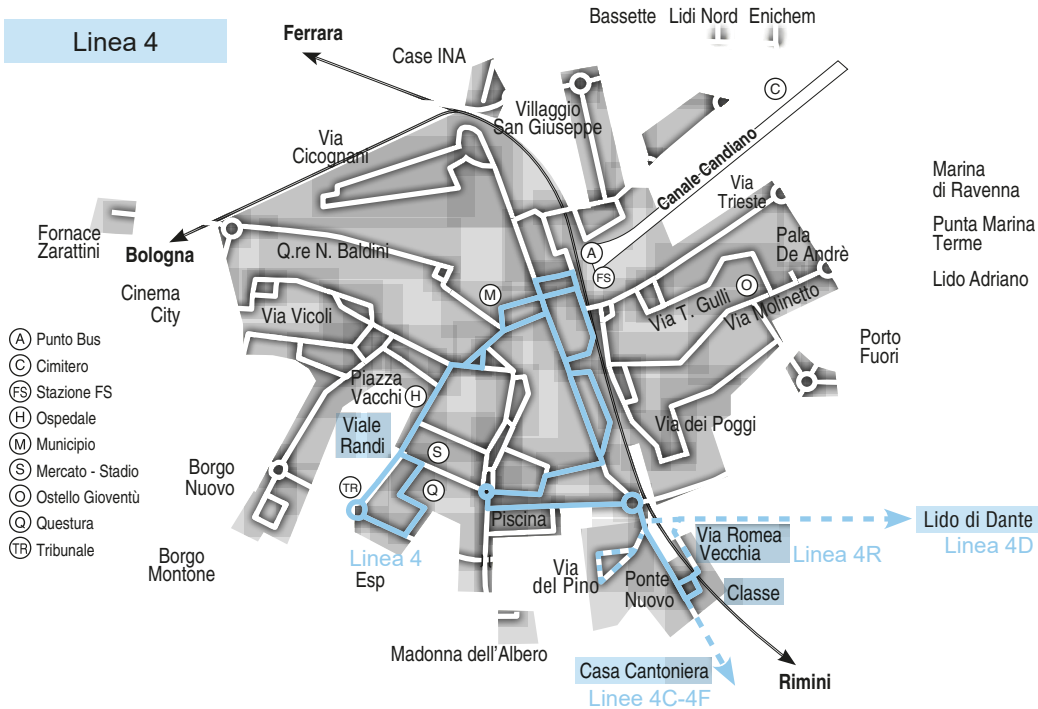 Linea 4
Ferrara
Case INA
Bassette Lidi Nord Enichem
C
Villaggio
San Giuseppe
Via
Cicognani
Canale Candiano
Via
Trieste
Marina
di Ravenna
Punta Marina
Terme
Lido Adriano
Fornace
Zarattini
Bologna
Q.re N. Baldini
A
FS
Pala
De Andrè
Cinema
City
M
O
Via T. Gulli
Via Molinetto
Via Vicoli
Porto
Fuori
A Punto Bus
C Cimitero
FS Stazione FS
H Ospedale
M Municipio
S Mercato - Stadio
O Ostello Gioventù
Q Questura
TR Tribunale
Piazza
Vacchi
H
Viale
Randi
Via dei Poggi
S
Borgo
Nuovo
TR
Q
Piscina
Lido di Dante
Linea 4D
Via Romea
Vecchia
Linea 4R
Borgo
Montone
Linea 4
Esp
Via
del Pino
Ponte
Nuovo
Classe
Madonna dell'Albero
Casa Cantoniera
Linee 4C-4F
Rimini